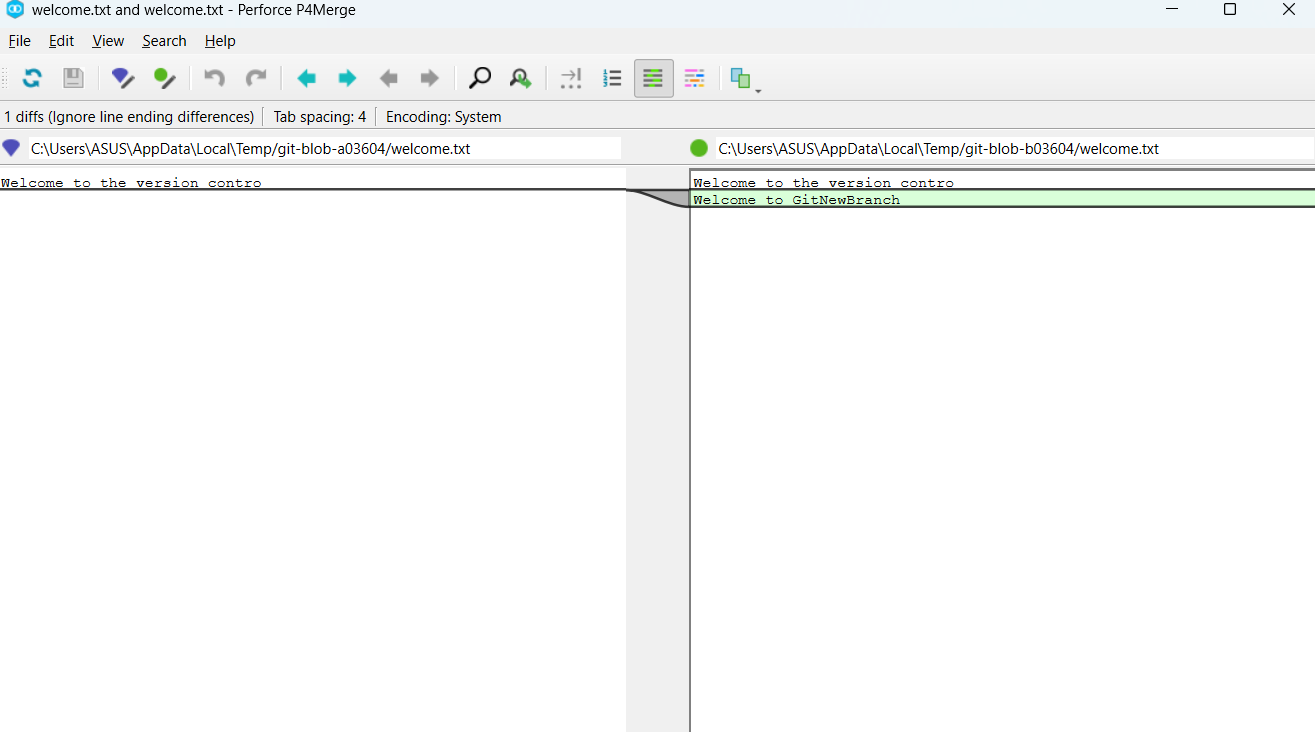 welcome.txt and welcome.txt - Perforce P4Merge
File Edit View Search Help
1 diffs (Ignore line ending differences) Tab spacing: 4 Encoding: System
C:\Users\ASUS\AppData\Local\Temp/git-blob-a03604/welcome.txt
C:\Users\ASUS\AppData\Local\Temp/git-blob-b03604/welcome.txt
Welcome to the version contro
Welcome to the version contro
Welcome to GitNewBranch